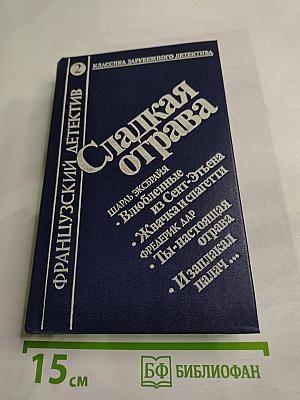 2
КЛАССИКА ЗАРУБЕЖНОГО ДЕТЕКТИВА
ФРАНЦУЗСКИЙ ДЕТЕКТИВ
Сладкая
отрава
ШАРЛЬ ЭКСБРАЙЯ
• Влюбленные
из Сент-Этьена
• Жвачка и спагетти
ФРЕДЕРИК ДАР
• Ты-настоящая
отрава
• И заплакал
палач...
15 см
БФ БИБЛИОФАН